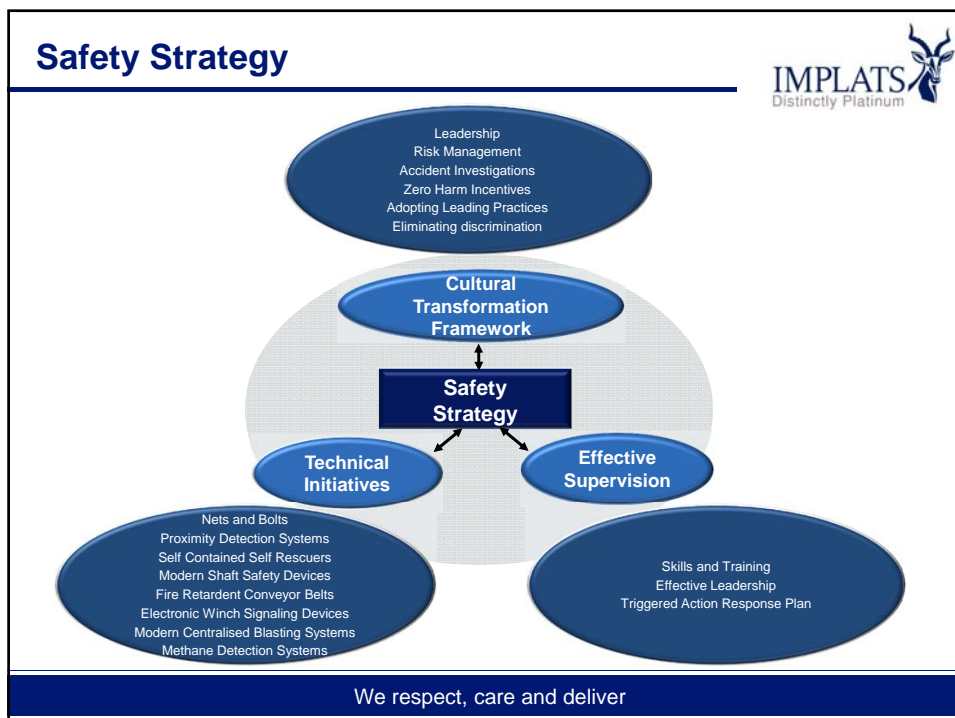 Safety Strategy
IMPLATS
Distinctly Platinum
Leadership
Risk Management
Accident Investigations
Zero Harm Incentives
Adopting Leading Practices
Eliminating discrimination
Cultural
Transformation
Framework
Safety
Strategy
Technical
Initiatives
Effective
Supervision
Nets and Bolts
Proximity Detection Systems
Self Contained Self Rescuers
Modern Shaft Safety Devices
Fire Retardent Conveyor Belts
Electronic Winch Signaling Devices
Modern Centralised Blasting Systems
Methane Detection Systems
Skills and Training
Effective Leadership
Triggered Action Response Plan
We respect, care and deliver